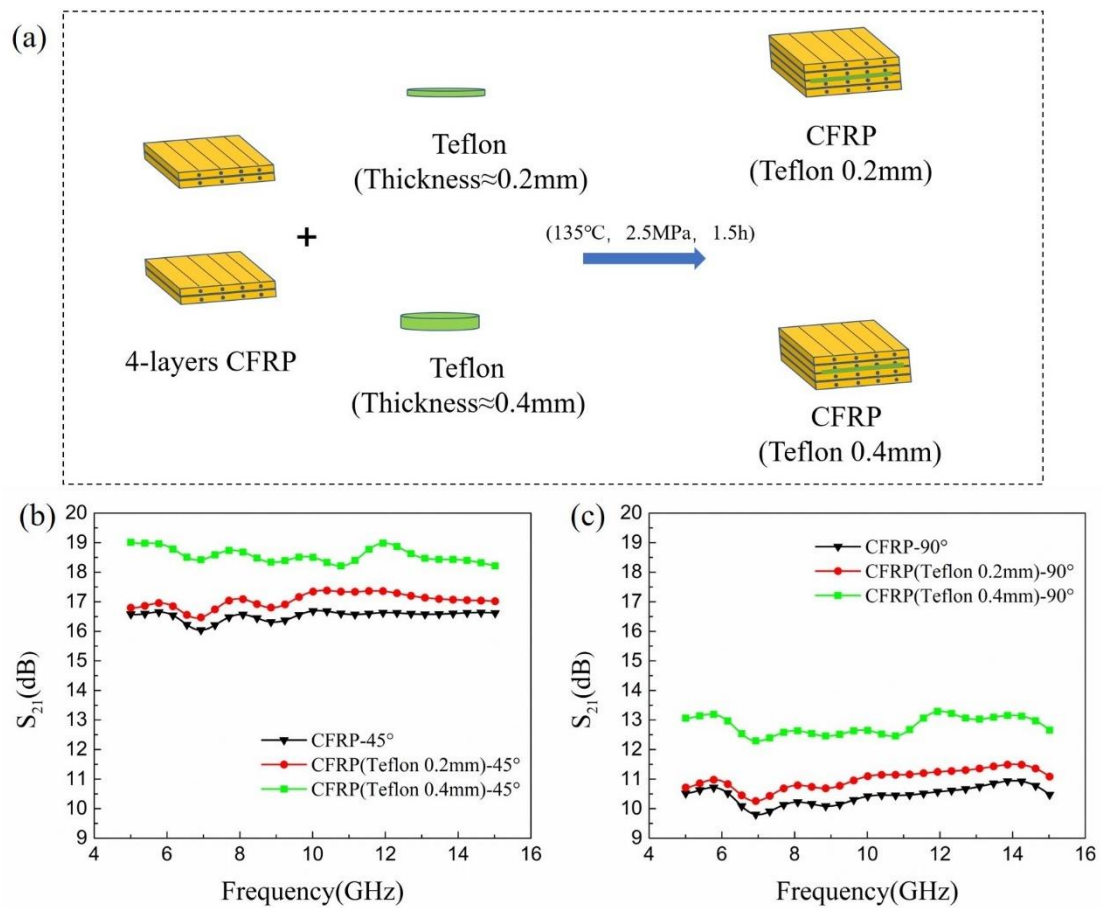 (a)
Teflon
(Thickness≈0.2mm)
CFRP
(Teflon 0.2mm)
+
(135℃, 2.5MPa, 1.5h)
4-layers CFRP
Teflon
(Thickness≈0.4mm)
CFRP
(Teflon 0.4mm)
(b)
20
19
18
17
16
15
14
13
12
11
10
9
S21(dB)
CFRP-45°
CFRP(Teflon 0.2mm)-45°
CFRP(Teflon 0.4mm)-45°
4 6 8 10 12 14 16
Frequency(GHz)
(c)
20
19
18
17
16
15
14
13
12
11
10
9
S21(dB)
CFRP-90°
CFRP(Teflon 0.2mm)-90°
CFRP(Teflon 0.4mm)-90°
4 6 8 10 12 14 16
Frequency(GHz)